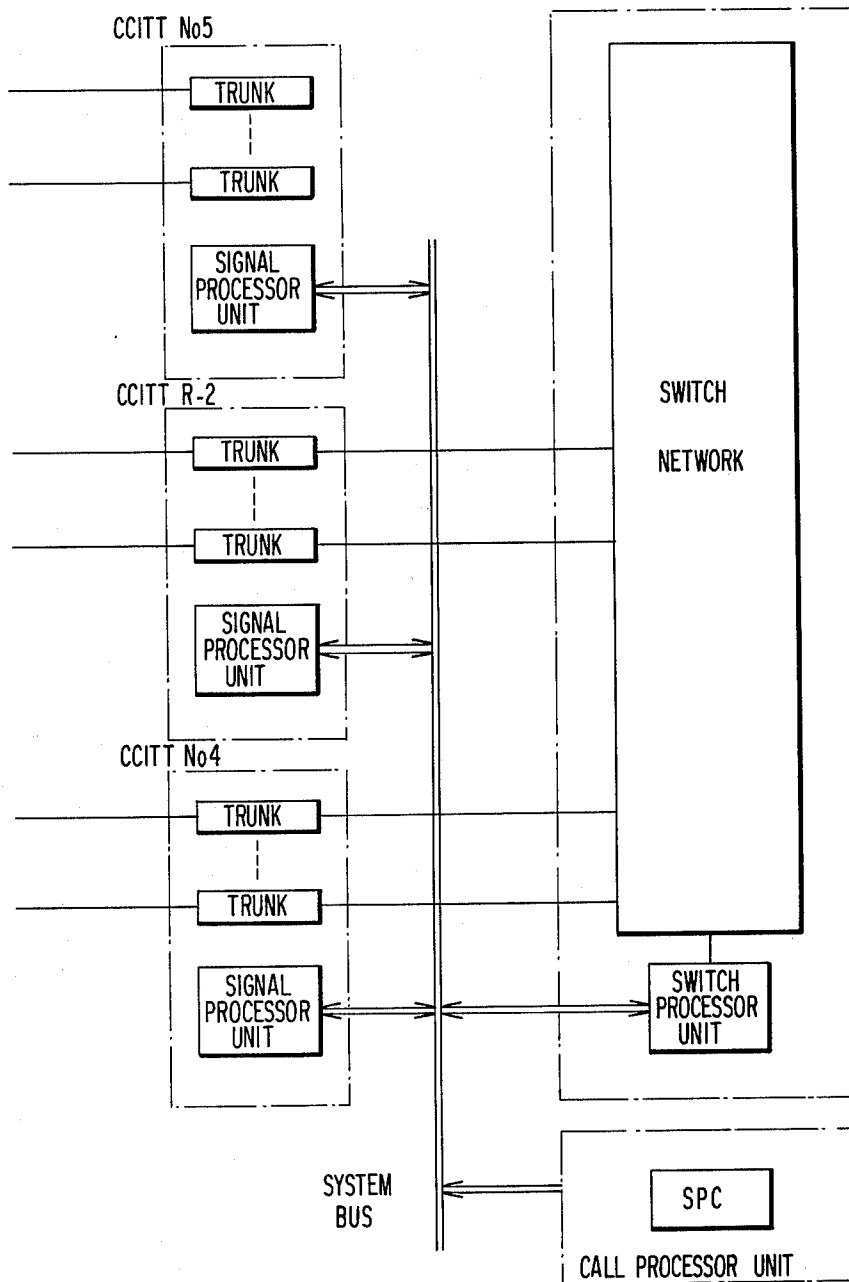 CCITT No5
TRUNK
TRUNK
SIGNAL
PROCESSOR
UNIT
CCITT R-2
TRUNK
TRUNK
SIGNAL
PROCESSOR
UNIT
CCITT No4
TRUNK
TRUNK
SIGNAL
PROCESSOR
UNIT
SWITCH
NETWORK
SWITCH
PROCESSOR
UNIT
SYSTEM
BUS
SPC
CALL PROCESSOR UNIT